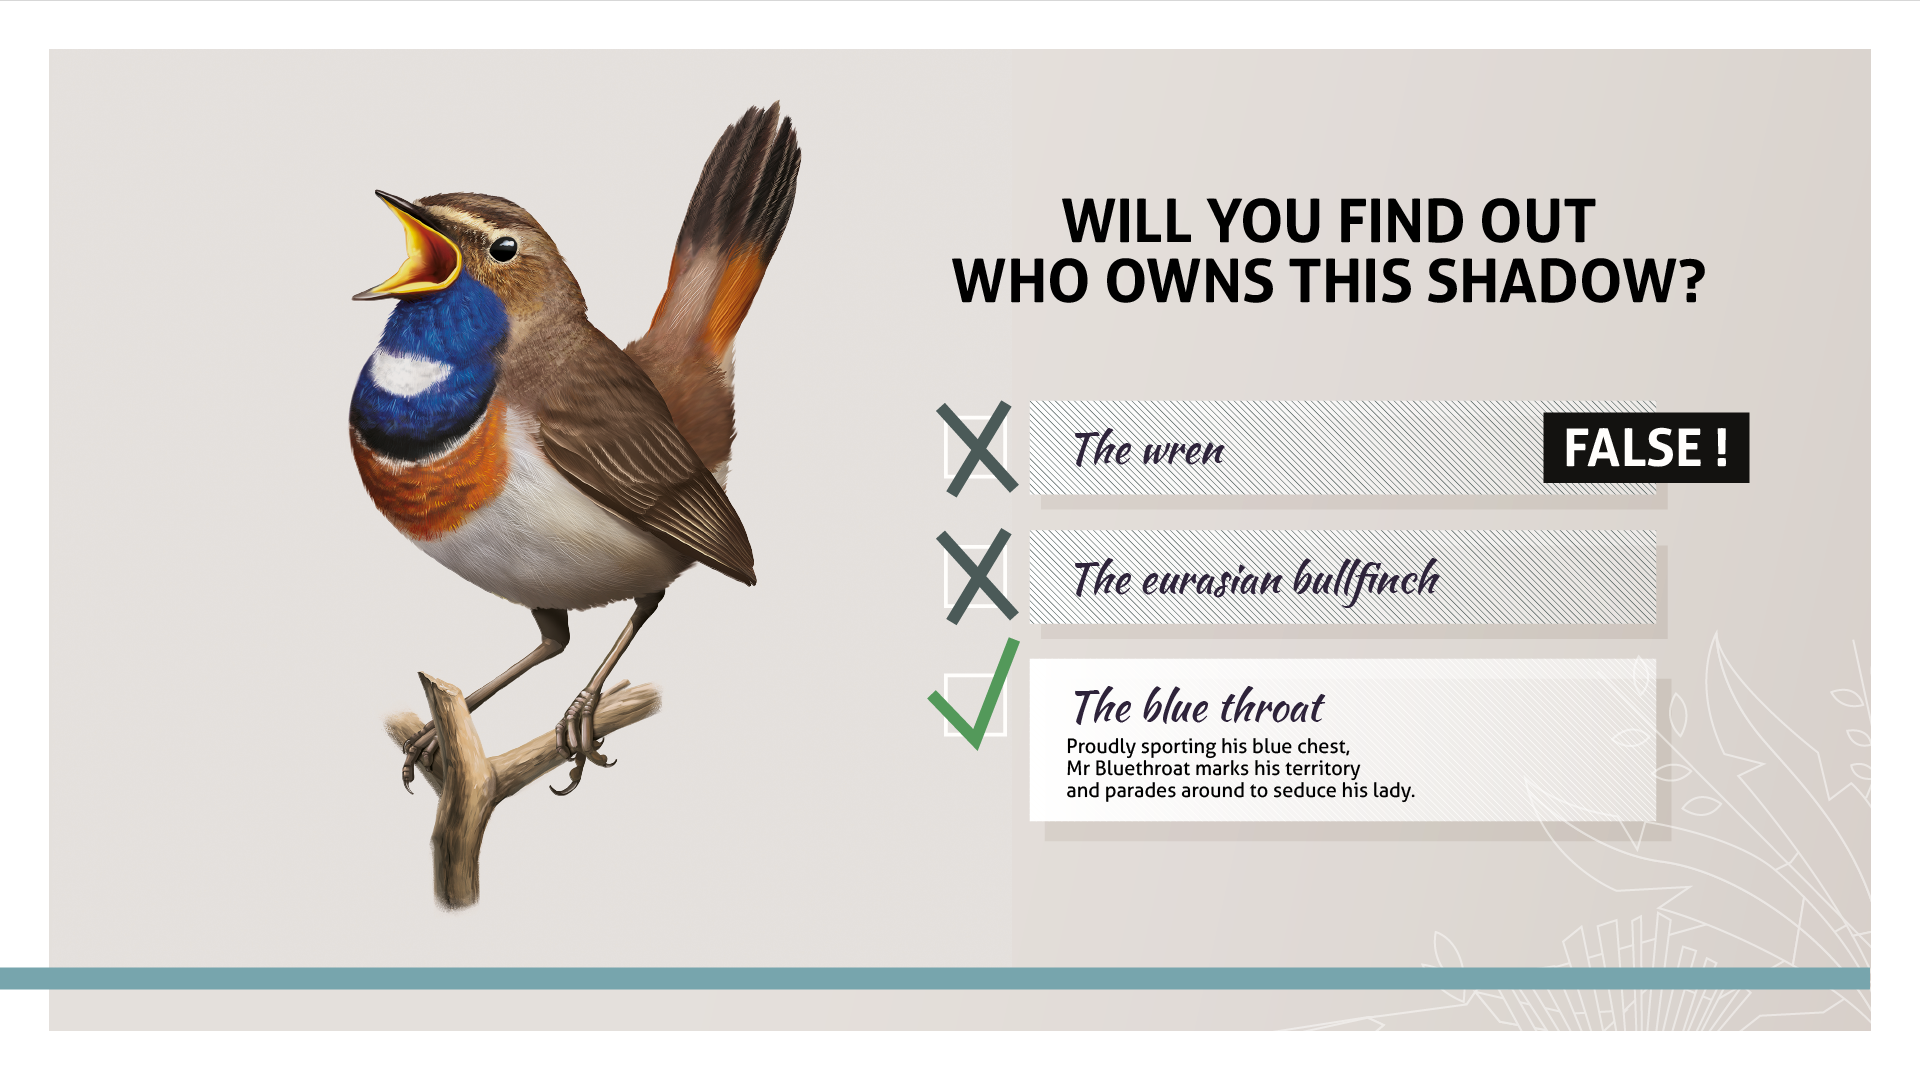 WILL YOU FIND OUT
WHO OWNS THIS SHADOW?
The wren
FALSE !
The eurasian bullfinch
The blue throat
Proudly sporting his blue chest,
Mr Bluethroat marks his territory
and parades around to seduce his lady.